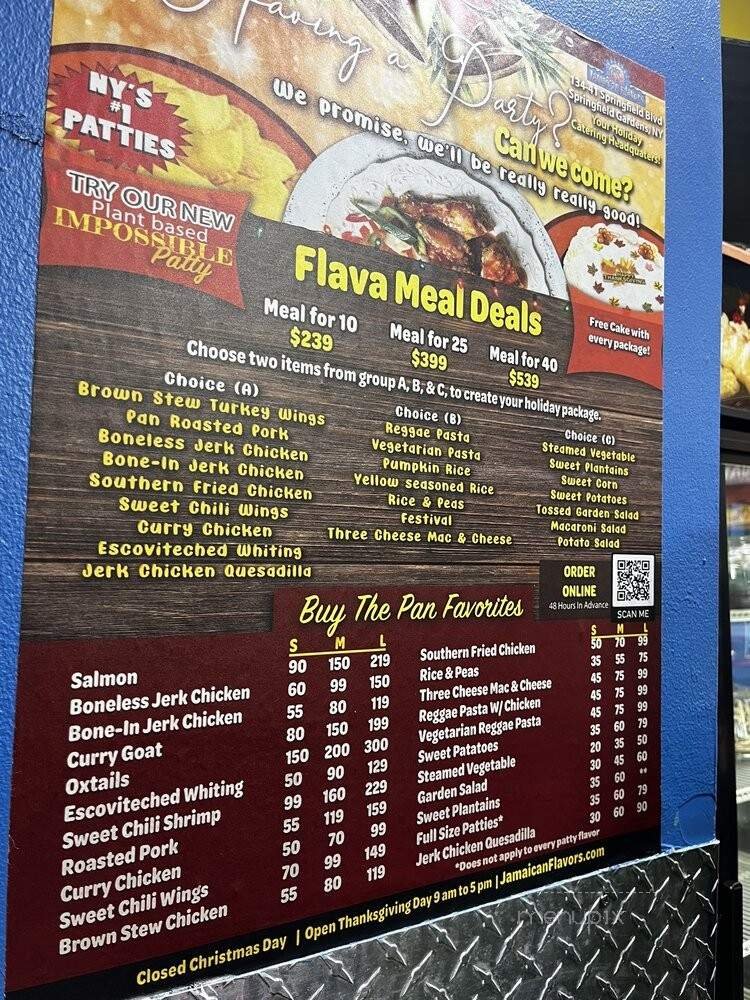 Having a Party?
NY'S
#1
PATTIES
134-41 Springfield Blvd
Springfield Gardens, NY
Your Holiday
Catering Headquaters!
Can we come?
We promise, we'll be really really good!
TRY OUR NEW
Plant based
IMPOSSIBLE
Patty
HAPPY
THANKSGIVING
Free Cake with
every package!
Flava Meal Deals
Meal for 10
$239
Meal for 25
$399
Meal for 40
$539
Choose two items from group A, B, & C, to create your holiday package.
Choice (A)
Brown Stew Turkey Wings
Pan Roasted Pork
Boneless Jerk Chicken
Bone-In Jerk Chicken
Southern Fried Chicken
Sweet Chili Wings
Curry Chicken
Escoviteched Whiting
Jerk Chicken Quesadilla
Choice (B)
Reggae Pasta
Vegetarian Pasta
Pumpkin Rice
Yellow Seasoned Rice
Rice & Peas
Festival
Three Cheese Mac & Cheese
Choice (C)
Steamed Vegetable
Sweet Plantains
Sweet Corn
Sweet Potatoes
Tossed Garden Salad
Macaroni Salad
Potato Salad
ORDER
ONLINE
48 Hours In Advance
SCAN ME
Buy The Pan Favorites
S M L
Salmon 90 150 219
Boneless Jerk Chicken 60 99 150
Bone-In Jerk Chicken 55 80 119
Curry Goat 80 150 199
Oxtails 150 200 300
Escoviteched Whiting 50 90 129
Sweet Chili Shrimp 99 160 229
Roasted Pork 55 119 159
Curry Chicken 50 70 99
Sweet Chili Wings 70 99 149
Brown Stew Chicken 55 80 119
S M L
Southern Fried Chicken 50 70 99
Rice & Peas 35 55 75
Three Cheese Mac & Cheese 45 75 99
Reggae Pasta W/ Chicken 45 75 99
Vegetarian Reggae Pasta 45 75 99
Sweet Patatoes 35 60 79
Steamed Vegetable 20 35 50
Garden Salad 30 45 60
Sweet Plantains 35 60 **
Full Size Patties* 35 60 79
Jerk Chicken Quesadilla 30 60 90
*Does not apply to every patty flavor
Closed Christmas Day | Open Thanksgiving Day 9 am to 5 pm | JamaicanFlavors.com
menupix